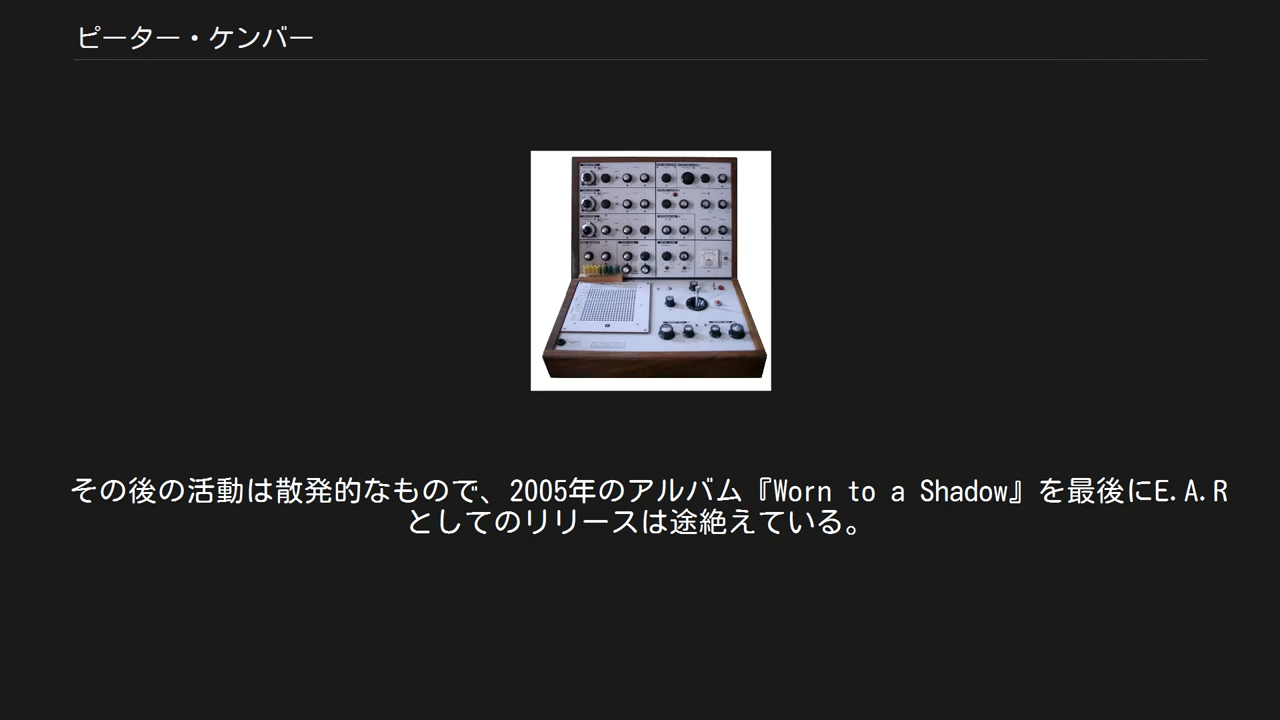 ピーター・ケンバー
その後の活動は散発的なもので、2005年のアルバム『Worn to a Shadow』を最後にE.A.R
としてのリリースは途絶えている。